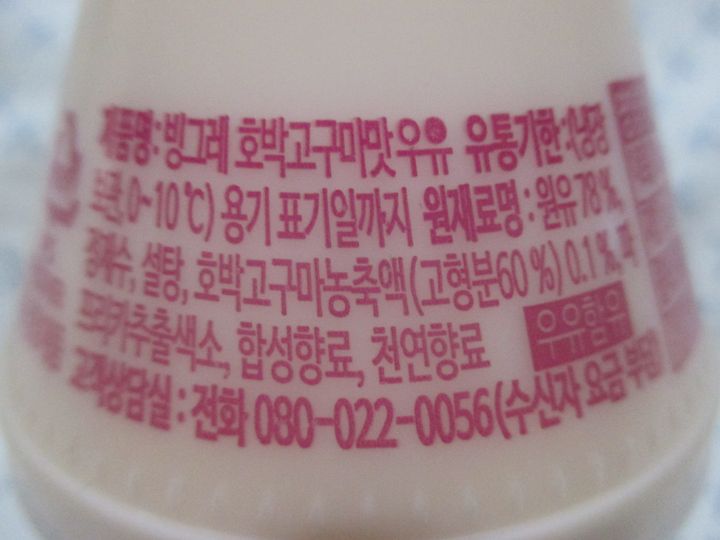 제품명 : 빙그레 호박고구마맛 우유 유통기한 : (냉장
보관, 0~10℃) 용기 표기일까지 원재료명 : 원유 78 %,
정제수, 설탕, 호박고구마농축액(고형분60 %) 0.1 %, 파
프리카추출색소, 합성향료, 천연향료
우유함유
고객상담실 : 전화 080-022-0056(수신자 요금 부담)